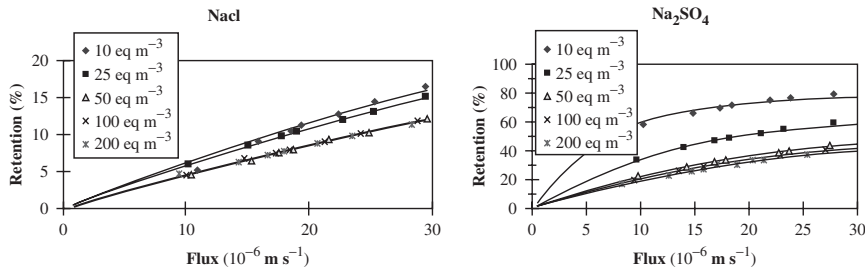 Nacl
10 eq m⁻³
25 eq m⁻³
50 eq m⁻³
100 eq m⁻³
200 eq m⁻³
20
15
10
5
0
Retention (%)
0 10 20 30
Flux (10⁻⁶ m s⁻¹)
Na₂SO₄
10 eq m⁻³
25 eq m⁻³
50 eq m⁻³
100 eq m⁻³
200 eq m⁻³
100
80
60
40
20
0
Retention (%)
0 5 10 15 20 25 30
Flux (10⁻⁶ m s⁻¹)